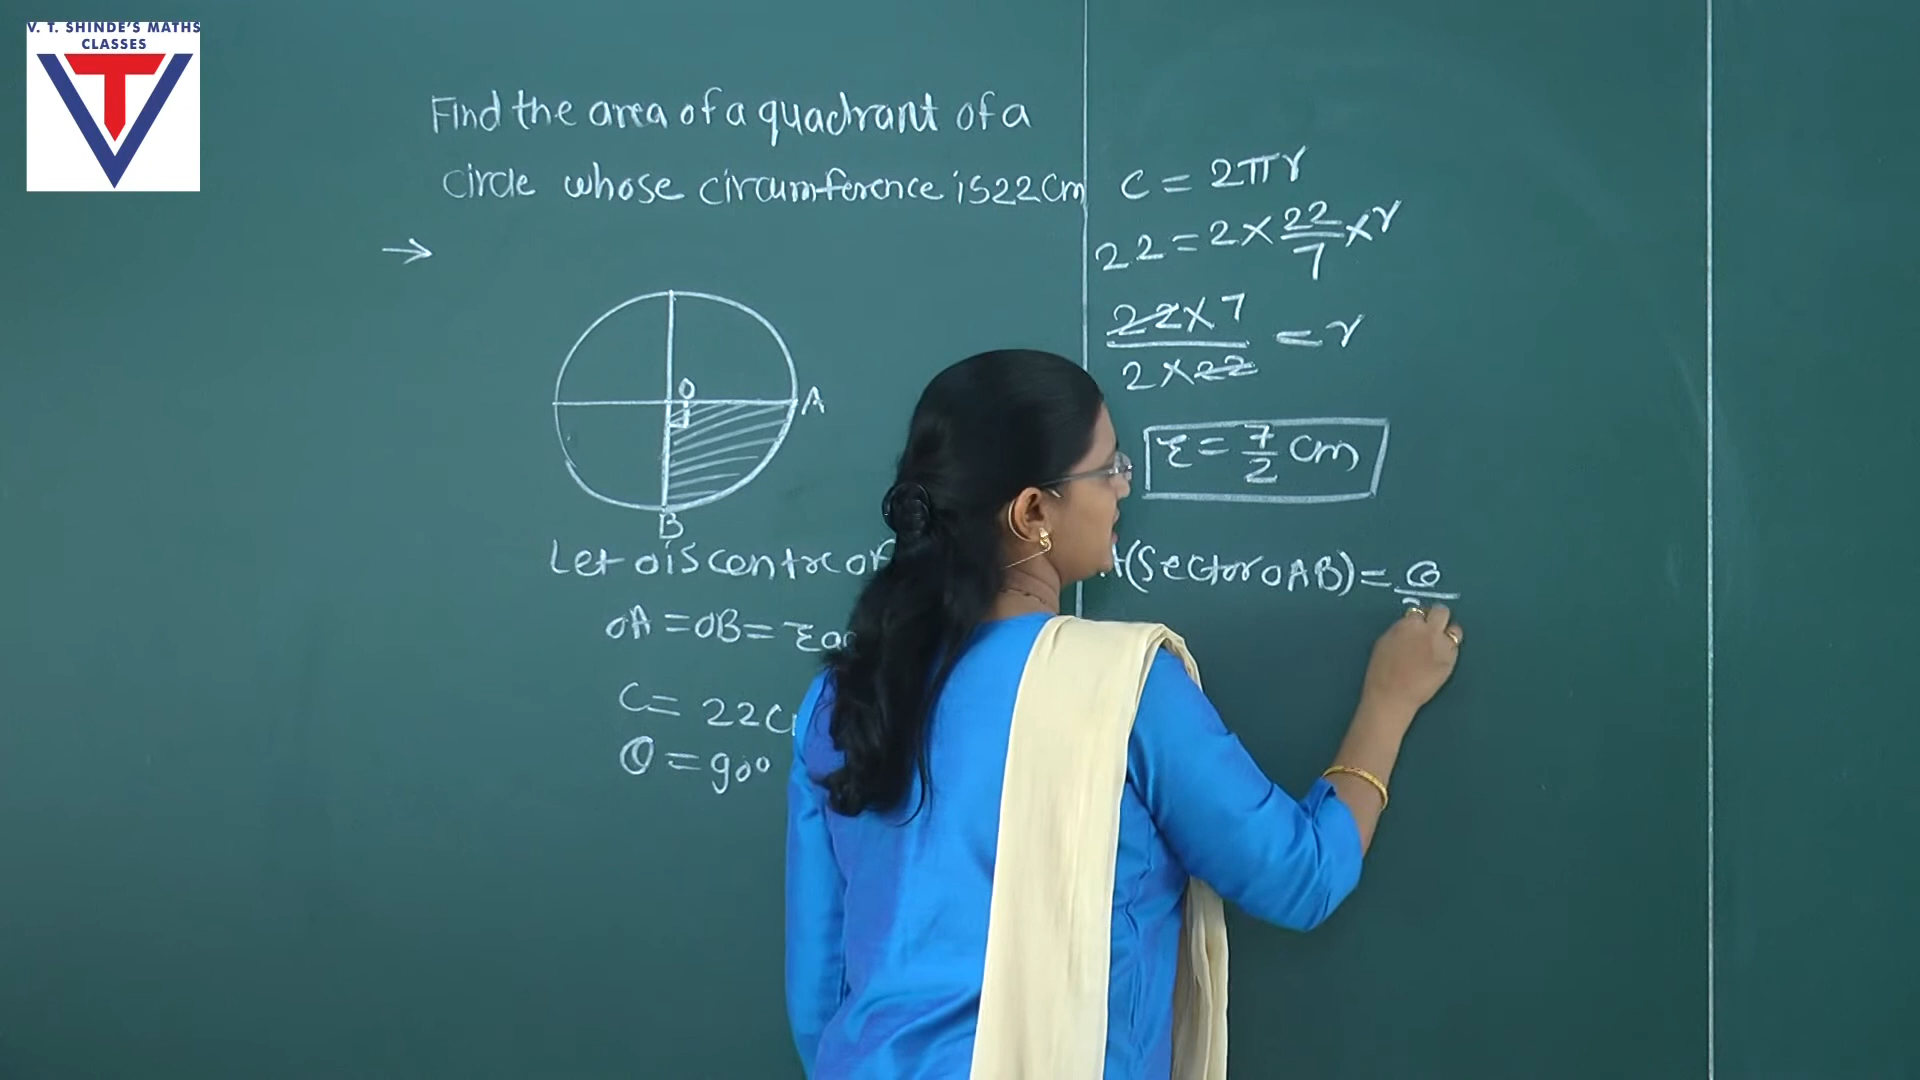 V. T. SHINDE'S MATHS
CLASSES
VT
Find the area of a quadrant of a
circle whose circumference is 22 cm
→
O
A
B
Let O is centre of
OA = OB = r
C = 22
θ = 90°
C = 2πr
22 = 2 × 22/7 × r
22 × 7 / 2 × 22 = r
r = 7/2 cm
(Sector OAB) = θ